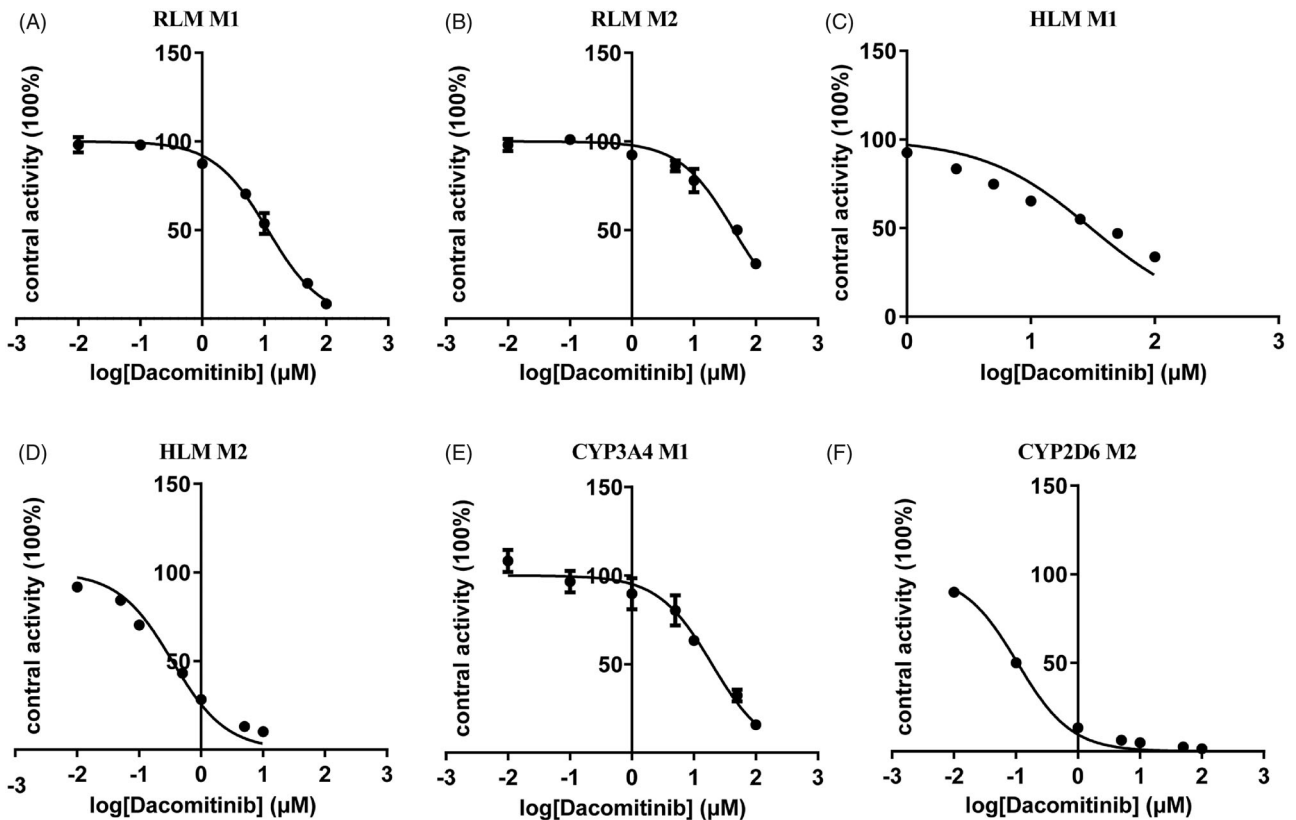 (A)
RLM M1
contral activity (100%)
150
100
50
-3 -2 -1 0 1 2 3
log[Dacomitinib] (µM)
(B)
RLM M2
contral activity (100%)
150
100
50
-3 -2 -1 0 1 2 3
log[Dacomitinib] (µM)
(C)
HLM M1
contral activity (100%)
150
100
50
0
0 1 2 3
log[Dacomitinib] (µM)
(D)
HLM M2
contral activity (100%)
150
100
50
-3 -2 -1 0 1 2 3
log[Dacomitinib] (µM)
(E)
CYP3A4 M1
contral activity (100%)
150
100
50
-3 -2 -1 0 1 2 3
log[Dacomitinib] (µM)
(F)
CYP2D6 M2
contral activity (100%)
150
100
50
-3 -2 -1 0 1 2 3
log[Dacomitinib] (µM)